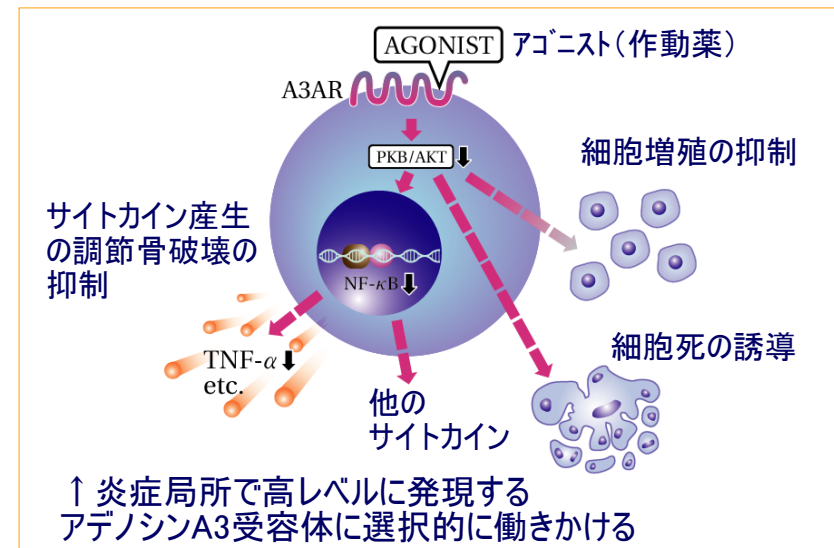 AGONIST
アゴニスト(作動薬)
A3AR
PKB/AKT
細胞増殖の抑制
サイトカイン産生
の調節骨破壊の
抑制
NF-κB
TNF-α
etc.
細胞死の誘導
他の
サイトカイン
↑炎症局所で高レベルに発現する
アデノシンA3受容体に選択的に働きかける